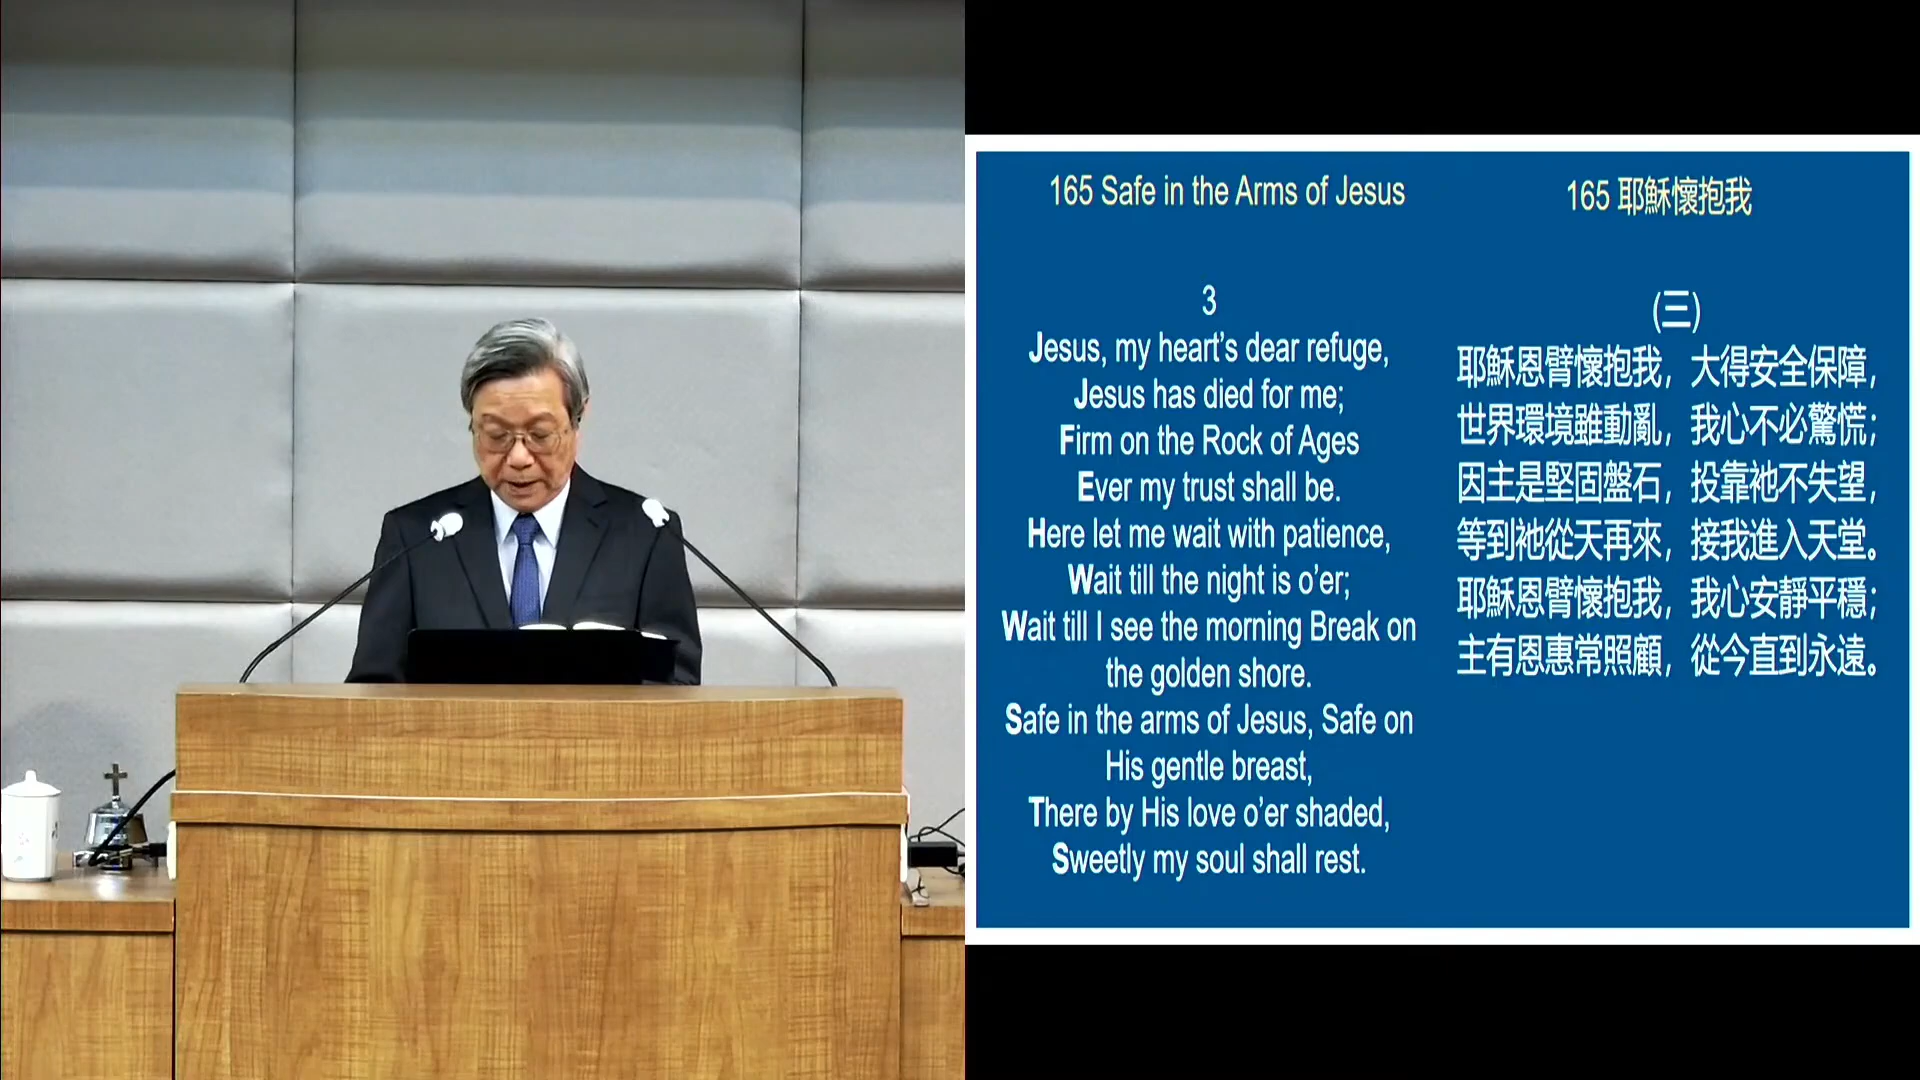 165 Safe in the Arms of Jesus
3
Jesus, my heart's dear refuge,
Jesus has died for me;
Firm on the Rock of Ages
Ever my trust shall be.
Here let me wait with patience,
Wait till the night is o'er;
Wait till I see the morning Break on
the golden shore.
Safe in the arms of Jesus, Safe on
His gentle breast,
There by His love o'er shaded,
Sweetly my soul shall rest.
165 耶穌懷抱我
(三)
耶穌恩臂懷抱我，大得安全保障，
世界環境雖動亂，我心不必驚慌；
因主是堅固盤石，投靠祂不失望，
等到祂從天再來，接我進入天堂。
耶穌恩臂懷抱我，我心安靜平穩；
主有恩惠常照顧，從今直到永遠。